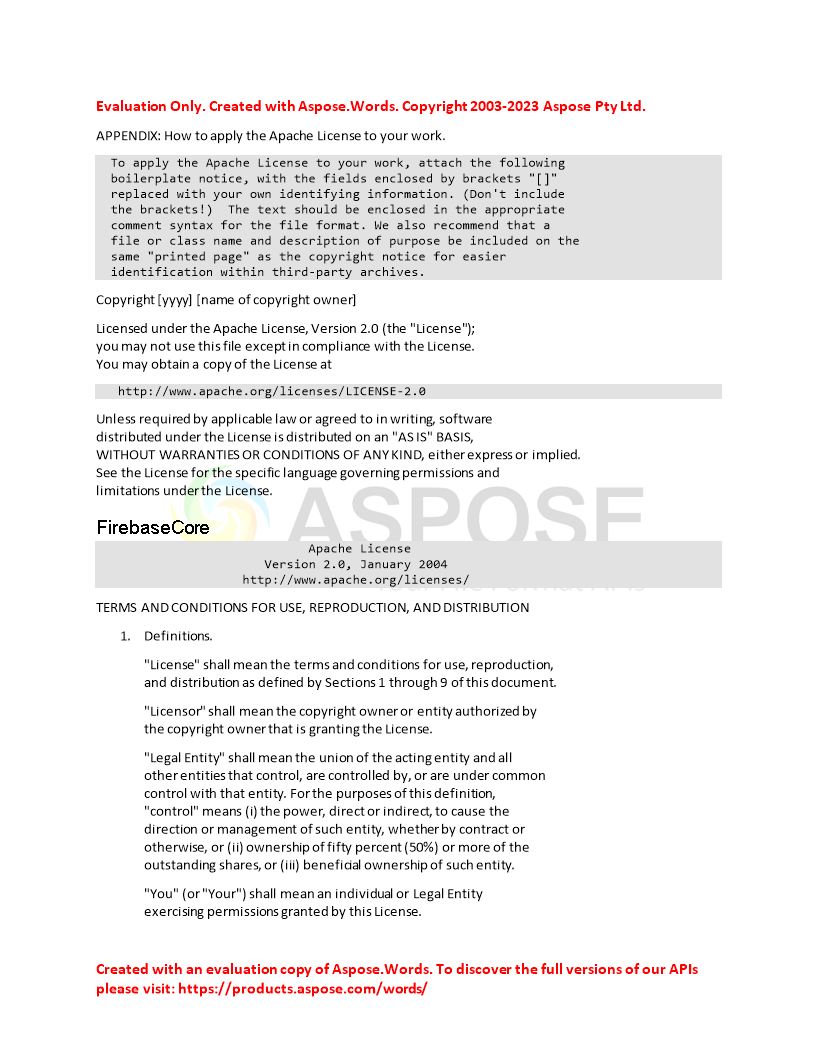 Evaluation Only. Created with Aspose.Words. Copyright 2003-2023 Aspose Pty Ltd.
APPENDIX: How to apply the Apache License to your work.
To apply the Apache License to your work, attach the following
boilerplate notice, with the fields enclosed by brackets "[]"
replaced with your own identifying information. (Don't include
the brackets!)  The text should be enclosed in the appropriate
comment syntax for the file format. We also recommend that a
file or class name and description of purpose be included on the
same "printed page" as the copyright notice for easier
identification within third-party archives.
Copyright [yyyy] [name of copyright owner]
Licensed under the Apache License, Version 2.0 (the "License");
you may not use this file except in compliance with the License.
You may obtain a copy of the License at
http://www.apache.org/licenses/LICENSE-2.0
Unless required by applicable law or agreed to in writing, software
distributed under the License is distributed on an "AS IS" BASIS,
WITHOUT WARRANTIES OR CONDITIONS OF ANY KIND, either express or implied.
See the License for the specific language governing permissions and
limitations under the License.
ASPOSE
FirebaseCore
Apache License
Version 2.0, January 2004
http://www.apache.org/licenses/
TERMS AND CONDITIONS FOR USE, REPRODUCTION, AND DISTRIBUTION
1. Definitions.
"License" shall mean the terms and conditions for use, reproduction,
and distribution as defined by Sections 1 through 9 of this document.
"Licensor" shall mean the copyright owner or entity authorized by
the copyright owner that is granting the License.
"Legal Entity" shall mean the union of the acting entity and all
other entities that control, are controlled by, or are under common
control with that entity. For the purposes of this definition,
"control" means (i) the power, direct or indirect, to cause the
direction or management of such entity, whether by contract or
otherwise, or (ii) ownership of fifty percent (50%) or more of the
outstanding shares, or (iii) beneficial ownership of such entity.
"You" (or "Your") shall mean an individual or Legal Entity
exercising permissions granted by this License.
Created with an evaluation copy of Aspose.Words. To discover the full versions of our APIs
please visit: https://products.aspose.com/words/